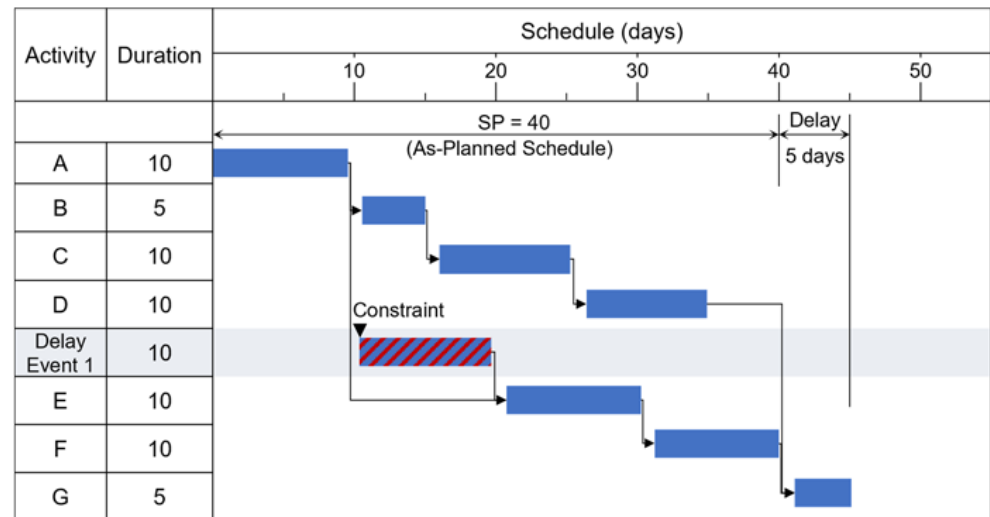 Activity Duration Schedule (days)
10 20 30 40 50
SP = 40 Delay
(As-Planned Schedule) 5 days
A 10
B 5
C 10
D 10
Constraint
Delay
Event 1 10
E 10
F 10
G 5